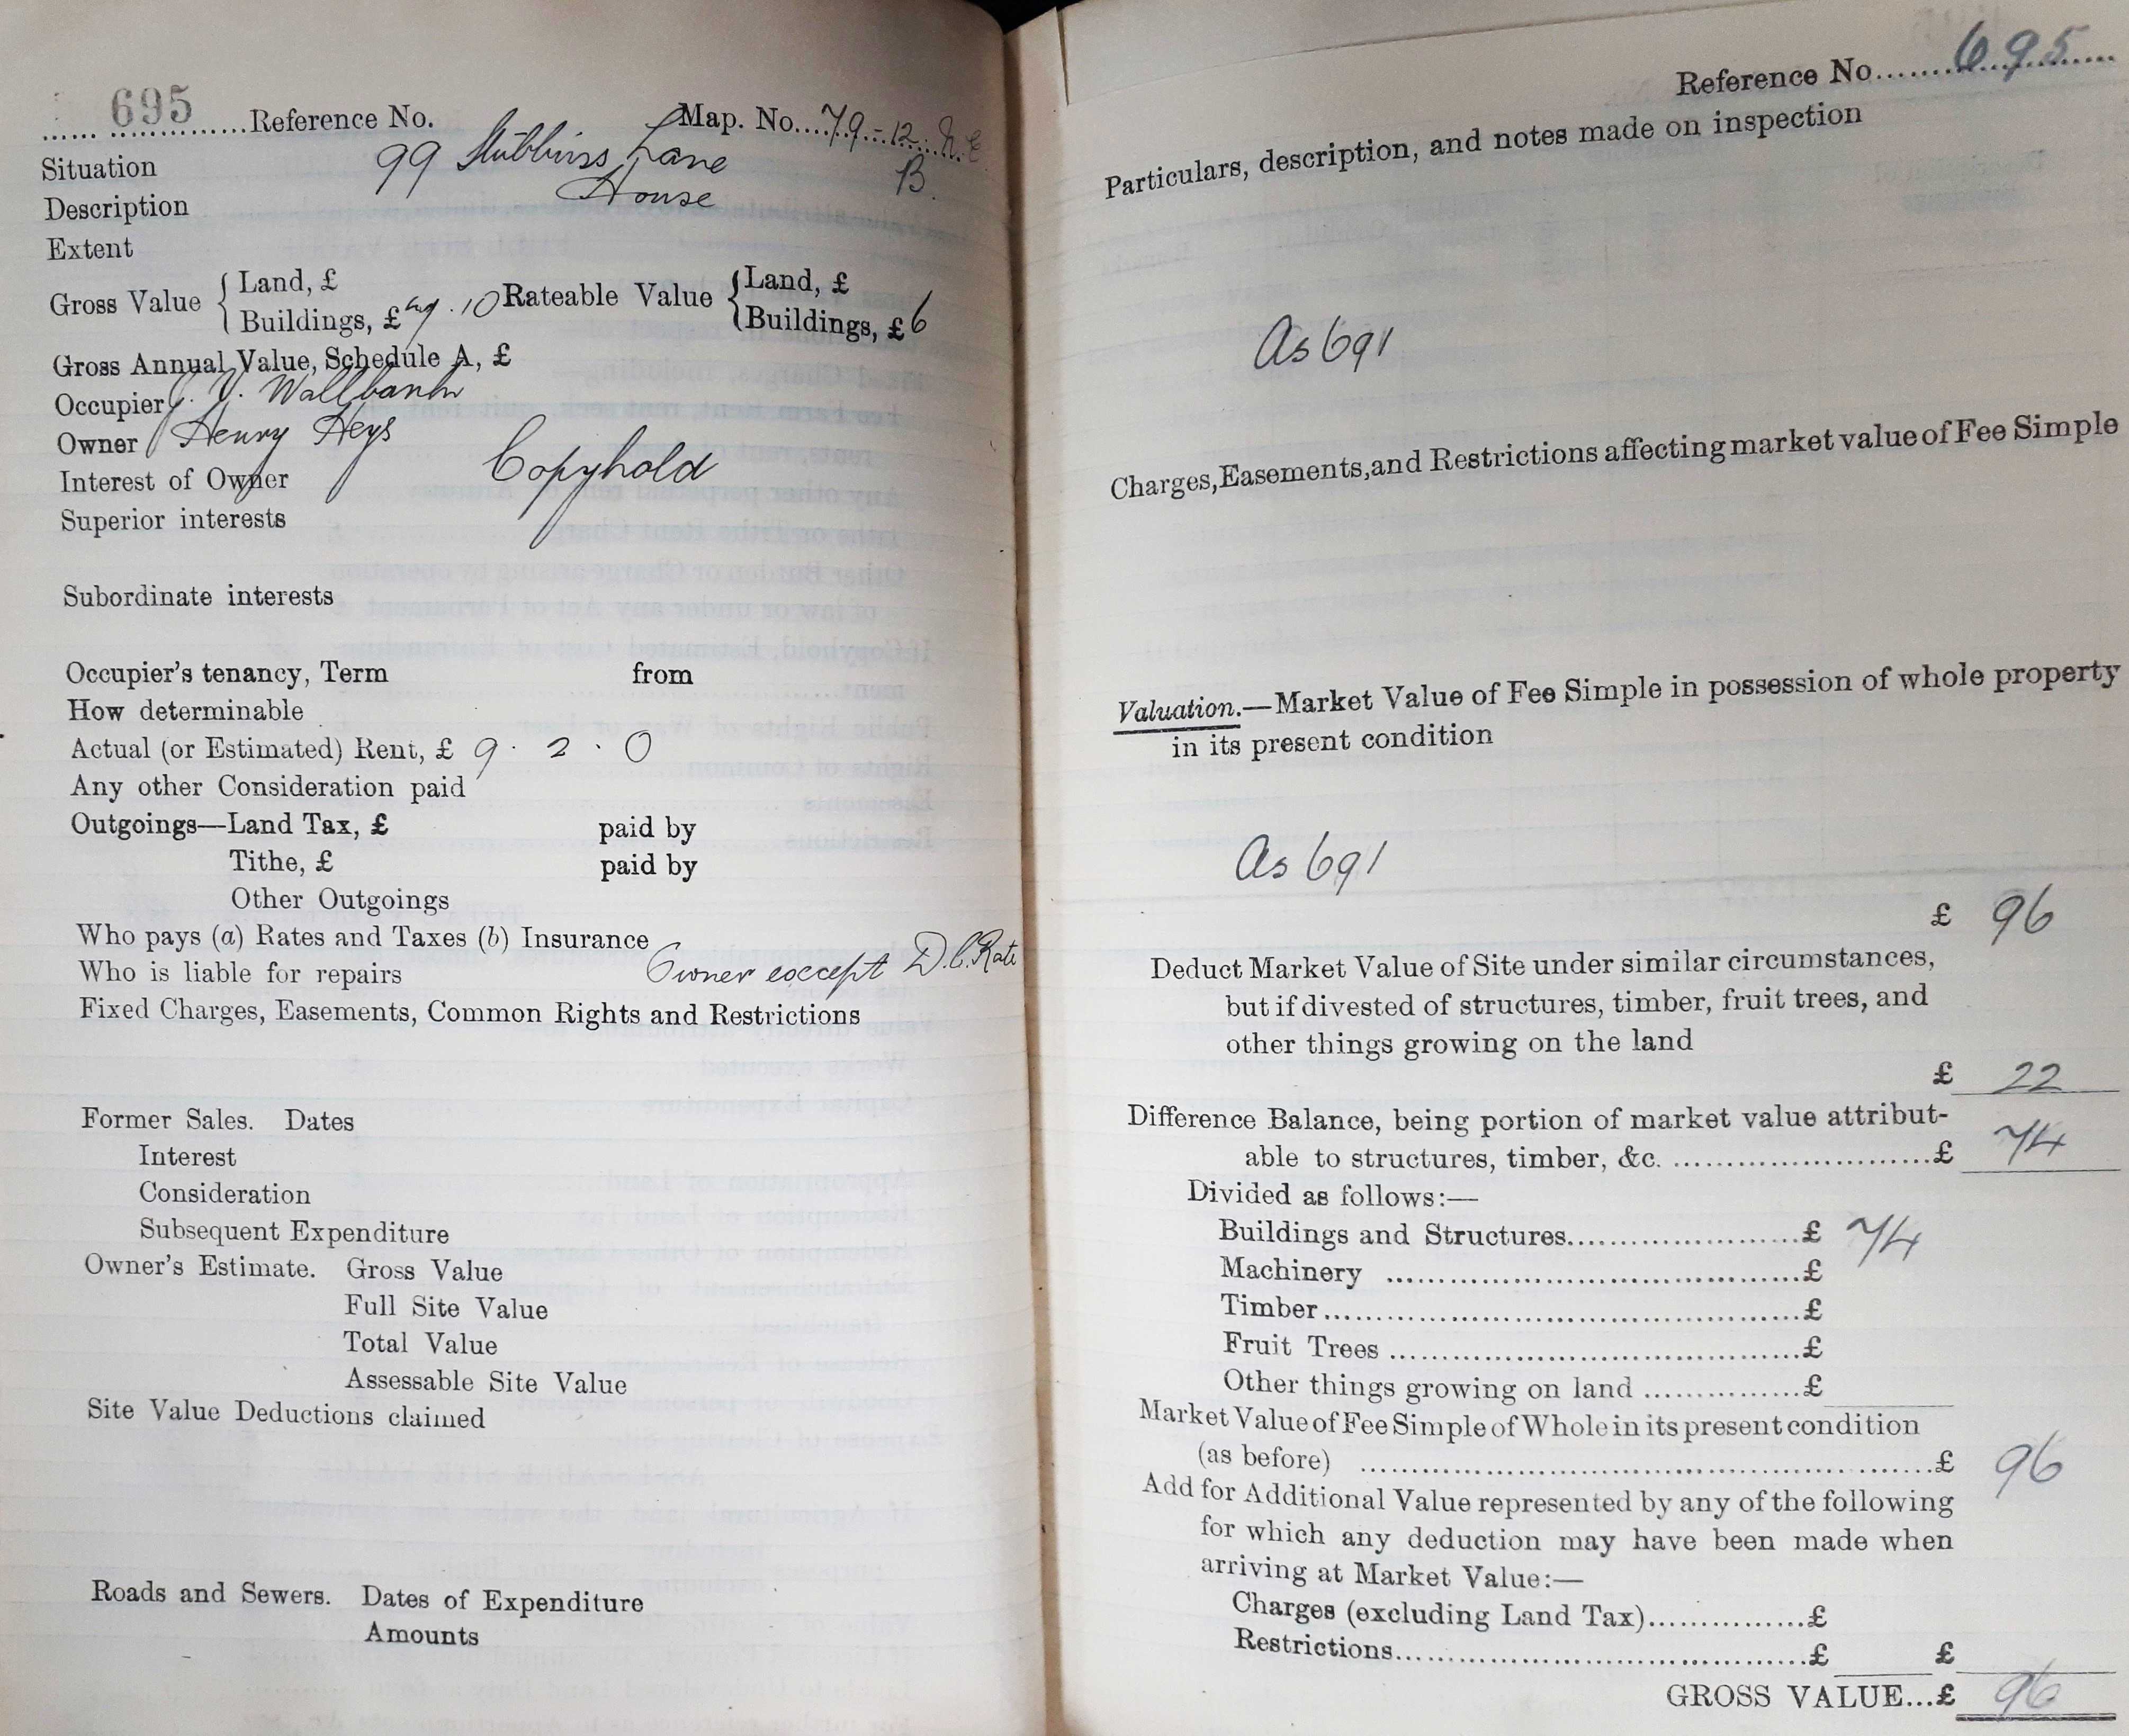 695 Reference No. Map. No. 79-12 N.E
Situation 99 Stubbins Lane B.
Description House
Extent
Gross Value { Land, £ Rateable Value { Land, £
Buildings, £ 7.10 Buildings, £ 6
Gross Annual Value, Schedule A, £
Occupier J. V. Wallbank
Owner Henry Heys
Interest of Owner Copyhold
Superior interests
Subordinate interests
Occupier's tenancy, Term from
How determinable
Actual (or Estimated) Rent, £ 9. 2. 0
Any other Consideration paid
Outgoings—Land Tax, £ paid by
Tithe, £ paid by
Other Outgoings
Who pays (a) Rates and Taxes (b) Insurance
Who is liable for repairs Owner except D.C. Rate
Fixed Charges, Easements, Common Rights and Restrictions
Former Sales. Dates
Interest
Consideration
Subsequent Expenditure
Owner's Estimate. Gross Value
Full Site Value
Total Value
Assessable Site Value
Site Value Deductions claimed
Roads and Sewers. Dates of Expenditure
Amounts
Reference No. 695
Particulars, description, and notes made on inspection
As 691
Charges, Easements, and Restrictions affecting market value of Fee Simple
Valuation.—Market Value of Fee Simple in possession of whole property
in its present condition
As 691
£ 96
Deduct Market Value of Site under similar circumstances,
but if divested of structures, timber, fruit trees, and
other things growing on the land
£ 22
Difference Balance, being portion of market value attribut-
able to structures, timber, &c. £ 74
Divided as follows:—
Buildings and Structures £ 74
Machinery £
Timber £
Fruit Trees £
Other things growing on land £
Market Value of Fee Simple of Whole in its present condition
(as before) £ 96
Add for Additional Value represented by any of the following
for which any deduction may have been made when
arriving at Market Value:—
Charges (excluding Land Tax) £
Restrictions £ £
GROSS VALUE...£ 96